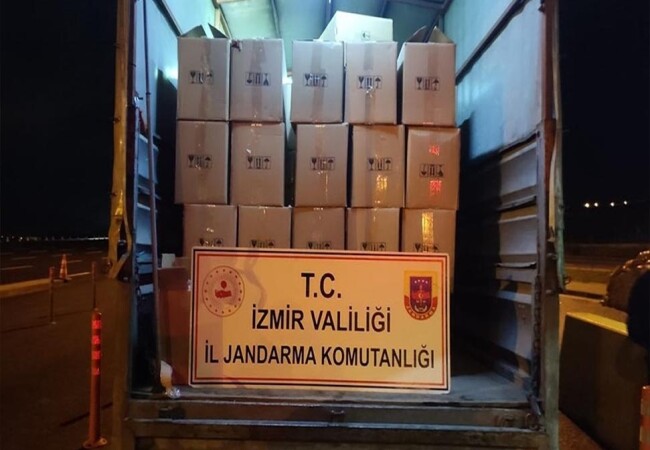 T.C.
İZMİR VALİLİĞİ
İL JANDARMA KOMUTANLIĞI